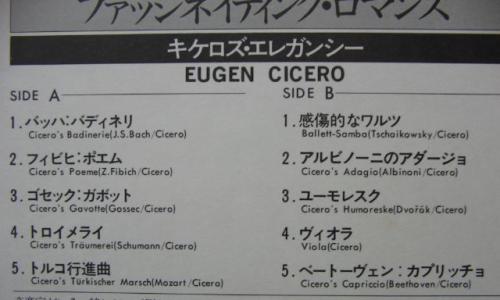 ファッシネイティング・ロマンス
キケロズ・エレガンシー
EUGEN CICERO
SIDE A
1. バッハ:バディネリ
Cicero's Badinerie(J.S.Bach/Cicero)
2. フィビヒ:ポエム
Cicero's Poeme(Z.Fibich/Cicero)
3. ゴセック:ガボット
Cicero's Gavotte(Gossec/Cicero)
4. トロイメライ
Cicero's Träumerei(Schumann/Cicero)
5. トルコ行進曲
Cicero's Türkischer Marsch(Mozart/Cicero)
SIDE B
1. 感傷的なワルツ
Ballett-Samba(Tschaikowsky/Cicero)
2. アルビノーニのアダージョ
Cicero's Adagio(Albinoni/Cicero)
3. ユーモレスク
Cicero's Humoreske(Dvořák/Cicero)
4. ヴィオラ
Viola(Cicero)
5. ベートーヴェン:カプリッチョ
Cicero's Capriccio(Beethoven/Cicero)